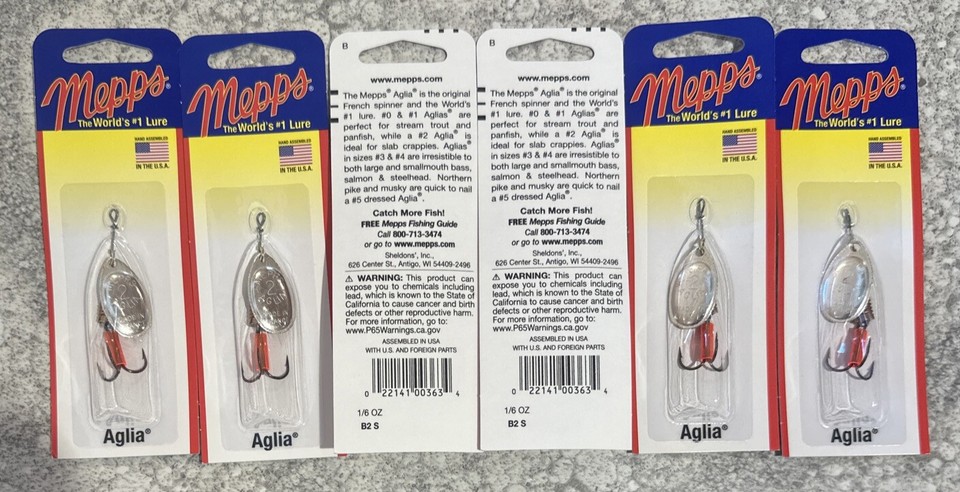 Mepps®
The World's #1 Lure
HAND ASSEMBLED
IN THE U.S.A.
Aglia®
Mepps®
The World's #1 Lure
HAND ASSEMBLED
IN THE U.S.A.
2
Aglia®
B
www.mepps.com
The Mepps® Aglia® is the original
French spinner and the World's
#1 lure. #0 & #1 Aglias® are
perfect for stream trout and
panfish, while a #2 Aglia® is
ideal for slab crappies. Aglias®
in sizes #3 & #4 are irresistible to
both large and smallmouth bass,
salmon & steelhead. Northern
pike and musky are quick to nail
a #5 dressed Aglia®.
Catch More Fish!
FREE Mepps Fishing Guide
Call 800-713-3474
or go to www.mepps.com
Sheldons', Inc.,
626 Center St., Antigo, WI 54409-2496
⚠ WARNING: This product can
expose you to chemicals including
lead, which is known to the State of
California to cause cancer and birth
defects or other reproductive harm.
For more information, go to:
www.P65Warnings.ca.gov
ASSEMBLED IN USA
WITH U.S. AND FOREIGN PARTS
0 22141 00363 4
1/6 OZ
B2 S
B
www.mepps.com
The Mepps® Aglia® is the original
French spinner and the World's
#1 lure. #0 & #1 Aglias® are
perfect for stream trout and
panfish, while a #2 Aglia® is
ideal for slab crappies. Aglias®
in sizes #3 & #4 are irresistible to
both large and smallmouth bass,
salmon & steelhead. Northern
pike and musky are quick to nail
a #5 dressed Aglia®.
Catch More Fish!
FREE Mepps Fishing Guide
Call 800-713-3474
or go to www.mepps.com
Sheldons', Inc.,
626 Center St., Antigo, WI 54409-2496
⚠ WARNING: This product can
expose you to chemicals including
lead, which is known to the State of
California to cause cancer and birth
defects or other reproductive harm.
For more information, go to:
www.P65Warnings.ca.gov
ASSEMBLED IN USA
WITH U.S. AND FOREIGN PARTS
0 22141 00363 4
1/6 OZ
B2 S
Mepps®
The World's #1 Lure
HAND ASSEMBLED
IN THE U.S.A.
Aglia®
Mepps®
The World's #1 Lure
HAND ASSEMBLED
IN THE U.S.A.
Aglia®